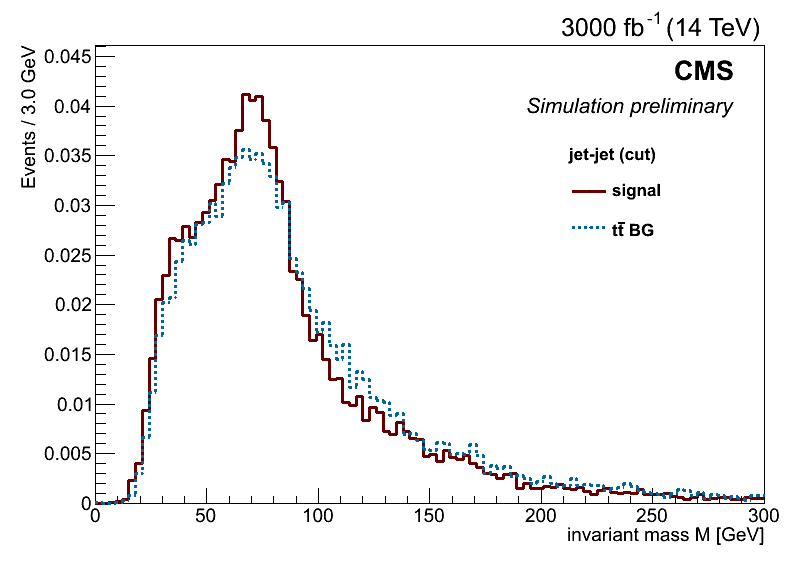 3000 fb⁻¹ (14 TeV)
CMS
Simulation preliminary
jet-jet (cut)
signal
tt̄ BG
Events / 3.0 GeV
0.045
0.04
0.035
0.03
0.025
0.02
0.015
0.01
0.005
0
0 50 100 150 200 250 300
invariant mass M [GeV]